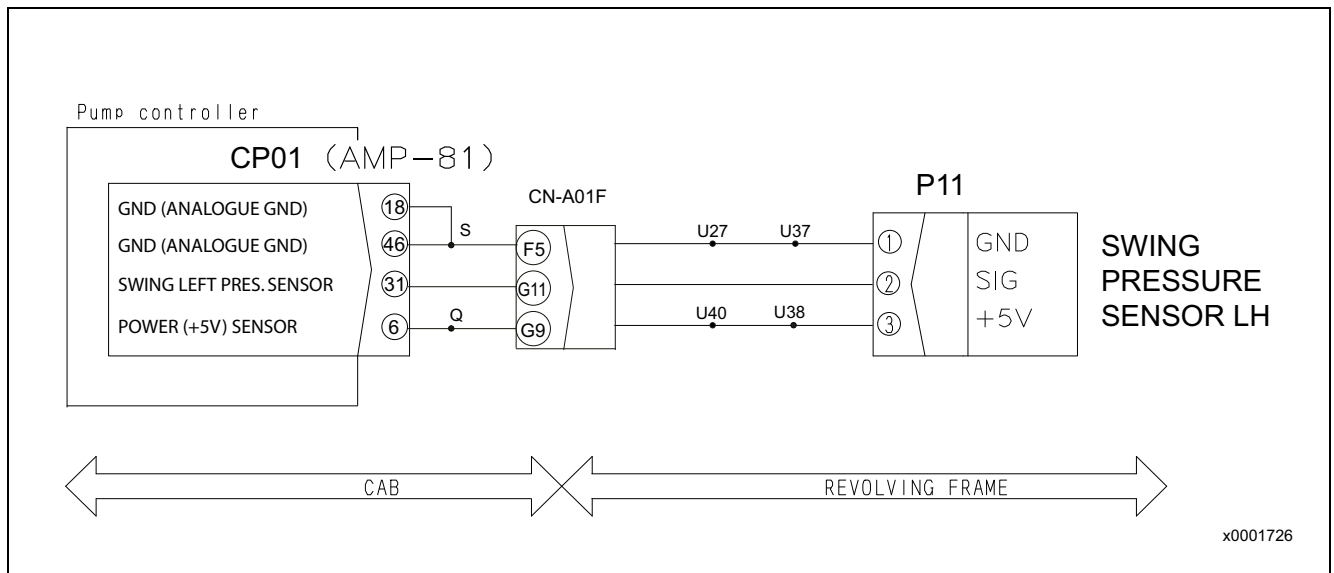 Pump controller
CP01 (AMP-81)
GND (ANALOGUE GND) 18
GND (ANALOGUE GND) 46
SWING LEFT PRES. SENSOR 31
POWER (+5V) SENSOR 6
S
Q
CN-A01F
F5
G11
G9
U27 U37
U40 U38
P11
1 GND
2 SIG
3 +5V
SWING
PRESSURE
SENSOR LH
CAB
REVOLVING FRAME
x0001726